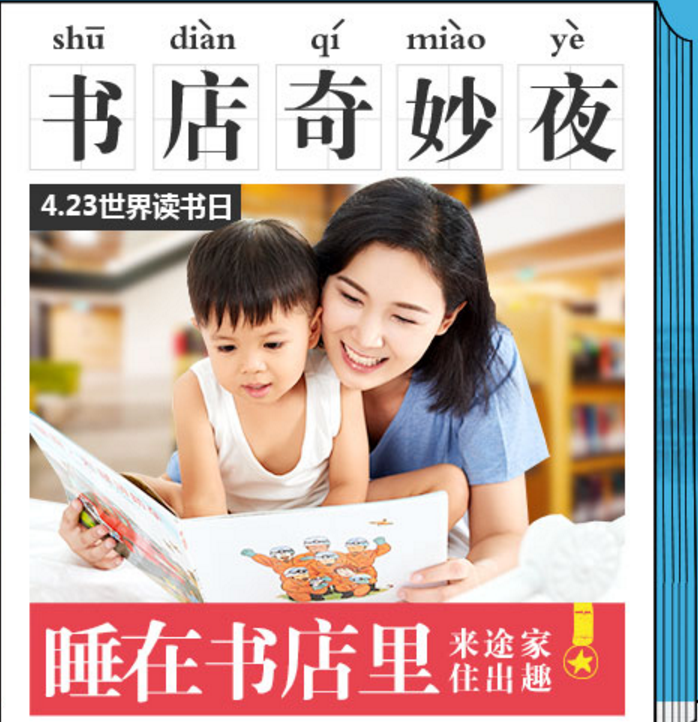 shū diàn qí miào yè
书店奇妙夜
4.23世界读书日
睡在书店里
来途家
住出趣